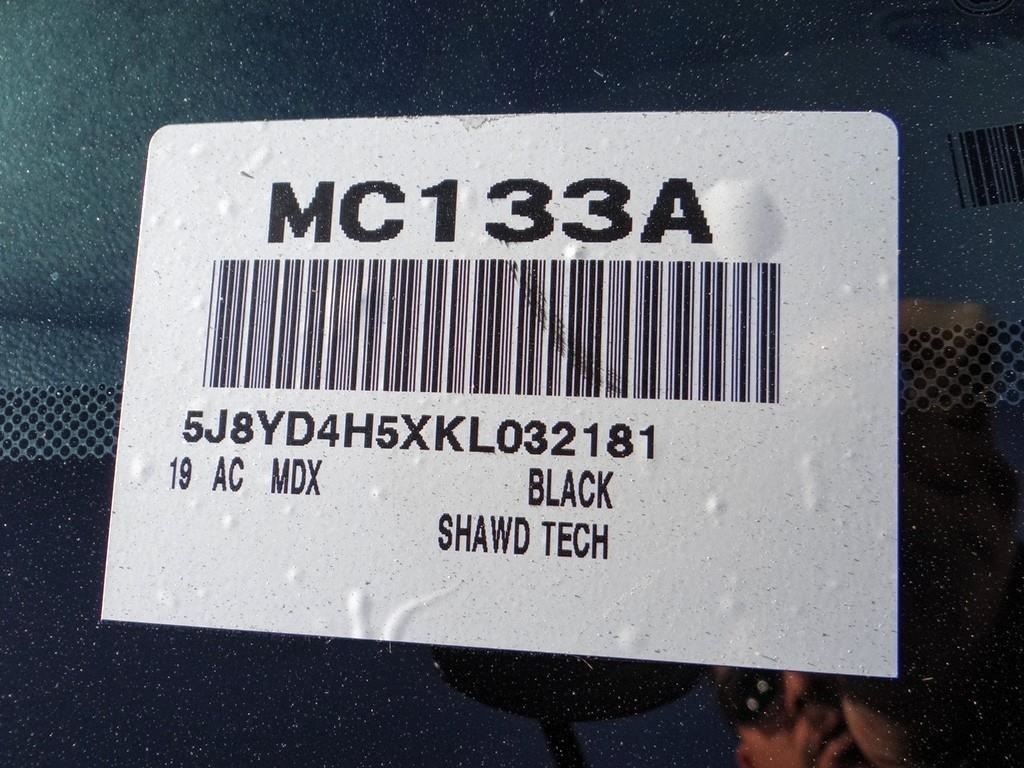 MC133A
5J8YD4H5XKL032181
19 AC MDX BLACK
SHAWD TECH